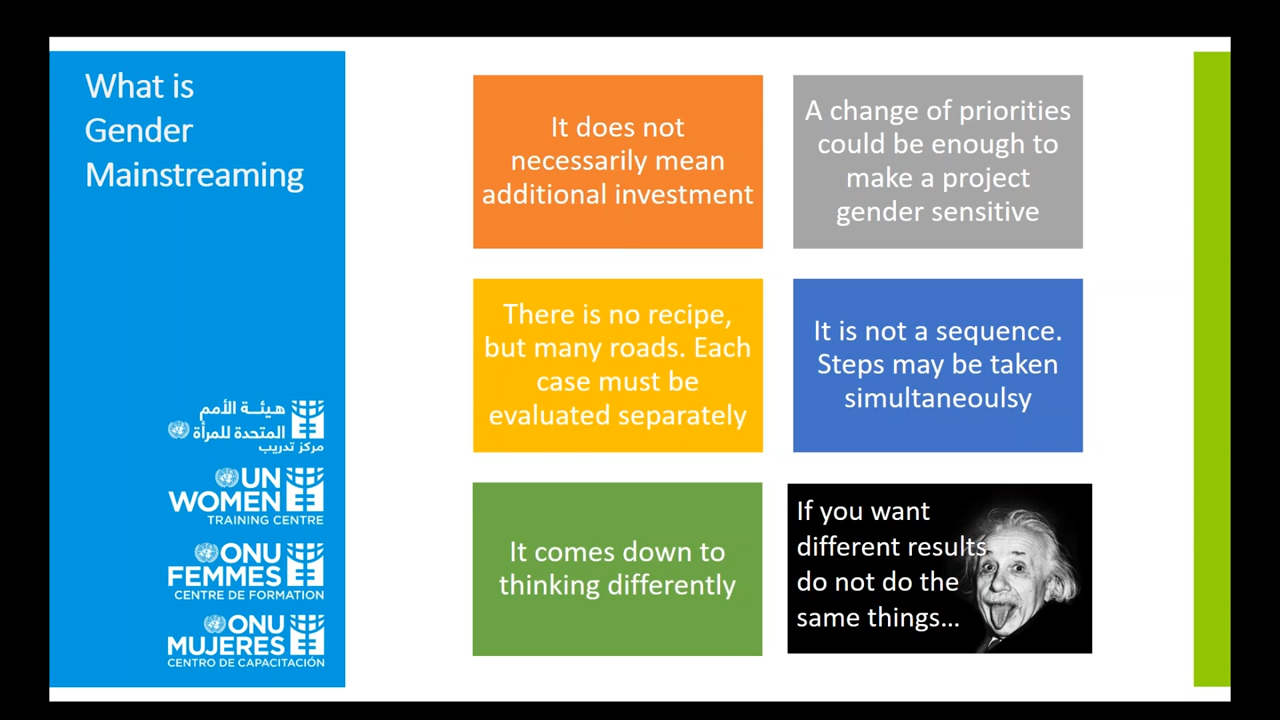 What is
Gender
Mainstreaming
هيئة الأمم
المتحدة للمرأة
مركز تدريب
UN
WOMEN
TRAINING CENTRE
ONU
FEMMES
CENTRE DE FORMATION
ONU
MUJERES
CENTRO DE CAPACITACIÓN
It does not
necessarily mean
additional investment
A change of priorities
could be enough to
make a project
gender sensitive
There is no recipe,
but many roads. Each
case must be
evaluated separately
It is not a sequence.
Steps may be taken
simultaneoulsy
It comes down to
thinking differently
If you want
different results
do not do the
same things...